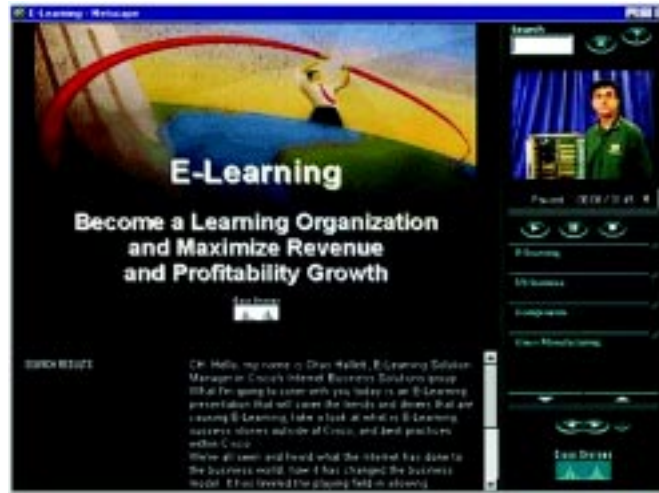 E-Learning - Netscape
Search
E-Learning
Become a Learning Organization
and Maximize Revenue
and Profitability Growth
Cisco Systems
Paused
E-Learning
Components
SEARCH RESULTS
CH: Hello, my name is Hallett, E-Learning Solution
Manager in Cisco's Internet Business Solutions group.
What I'm going to cover with you today is an E-Learning
presentation that will cover the trends and drivers that are
causing E-Learning, take a look at what is E-Learning,
success stories outside of Cisco, and best practices
within Cisco.
We've all seen and heard what the Internet has done to
the business world, how it has changed the business
model. It has leveled the playing field in allowing
Cisco Systems